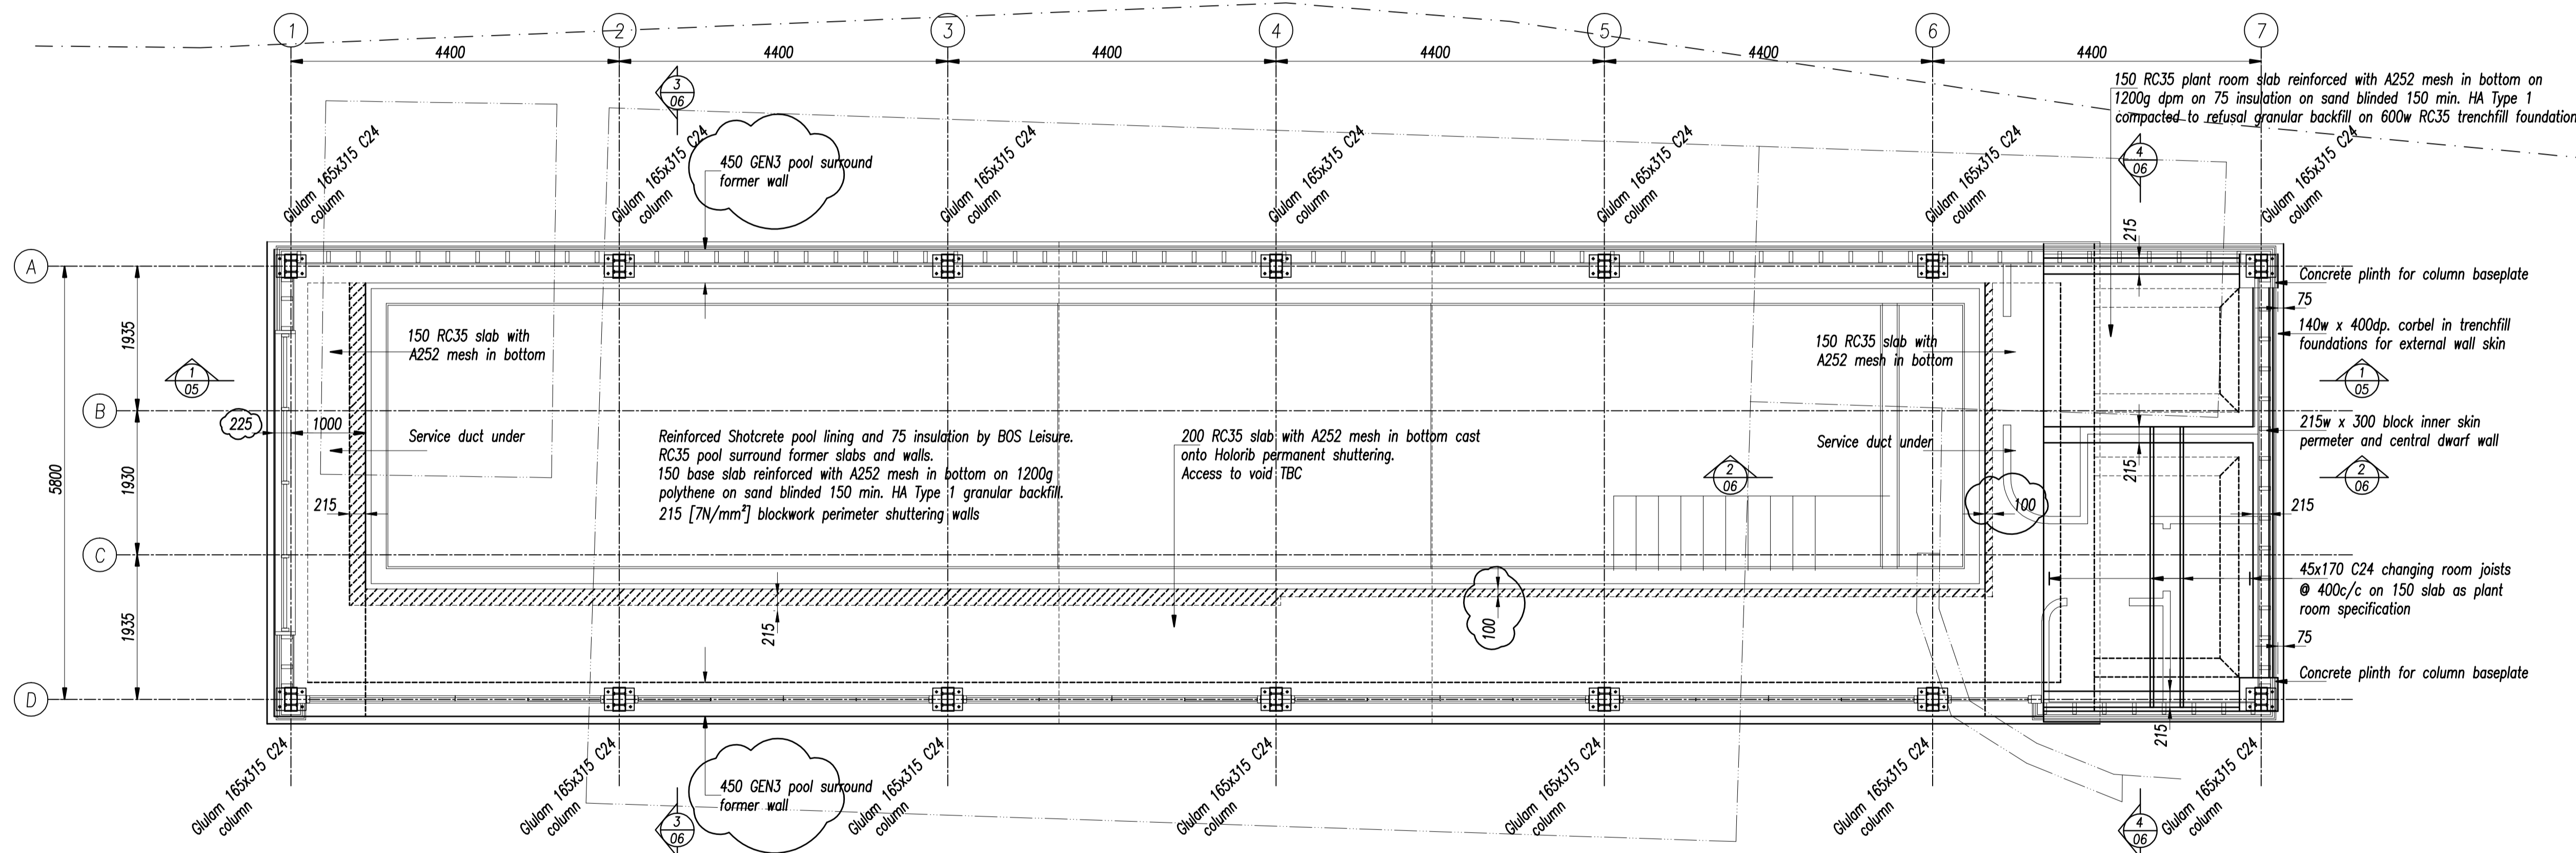 1
2
3
4
5
6
7
4400
4400
4400
4400
4400
4400
3
06
150 RC35 plant room slab reinforced with A252 mesh in bottom on
1200g dpm on 75 insulation on sand blinded 150 min. HA Type 1
compacted to refusal granular backfill on 600w RC35 trenchfill foundation
4
06
450 GEN3 pool surround
former wall
Glulam 165x315 C24
column
Glulam 165x315 C24
column
Glulam 165x315 C24
column
Glulam 165x315 C24
column
Glulam 165x315 C24
column
Glulam 165x315 C24
column
Glulam 165x315 C24
column
215
A
Concrete plinth for column baseplate
75
140w x 400dp. corbel in trenchfill
foundations for external wall skin
1935
150 RC35 slab with
A252 mesh in bottom
150 RC35 slab with
A252 mesh in bottom
1
05
1
05
B
225
1000
Service duct under
Reinforced Shotcrete pool lining and 75 insulation by BOS Leisure.
RC35 pool surround former slabs and walls.
150 base slab reinforced with A252 mesh in bottom on 1200g
polythene on sand blinded 150 min. HA Type 1 granular backfill.
215 [7N/mm²] blockwork perimeter shuttering walls
200 RC35 slab with A252 mesh in bottom cast
onto Holorib permanent shuttering.
Access to void TBC
Service duct under
215w x 300 block inner skin
permeter and central dwarf wall
5800
1930
215
2
06
215
2
06
100
215
C
45x170 C24 changing room joists
@ 400c/c on 150 slab as plant
room specification
1935
215
100
75
Concrete plinth for column baseplate
D
215
450 GEN3 pool surround
former wall
Glulam 165x315 C24
column
Glulam 165x315 C24
column
Glulam 165x315 C24
column
Glulam 165x315 C24
column
Glulam 165x315 C24
column
Glulam 165x315 C24
column
Glulam 165x315 C24
column
3
06
4
06